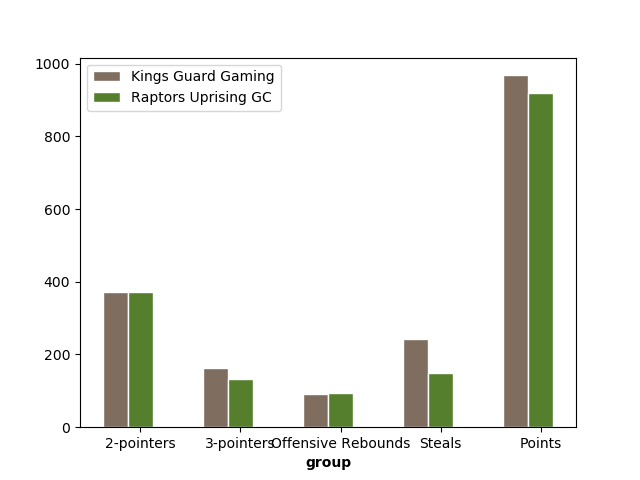 Kings Guard Gaming
Raptors Uprising GC
1000
800
600
400
200
0
2-pointers 3-pointers Offensive Rebounds Steals Points
group